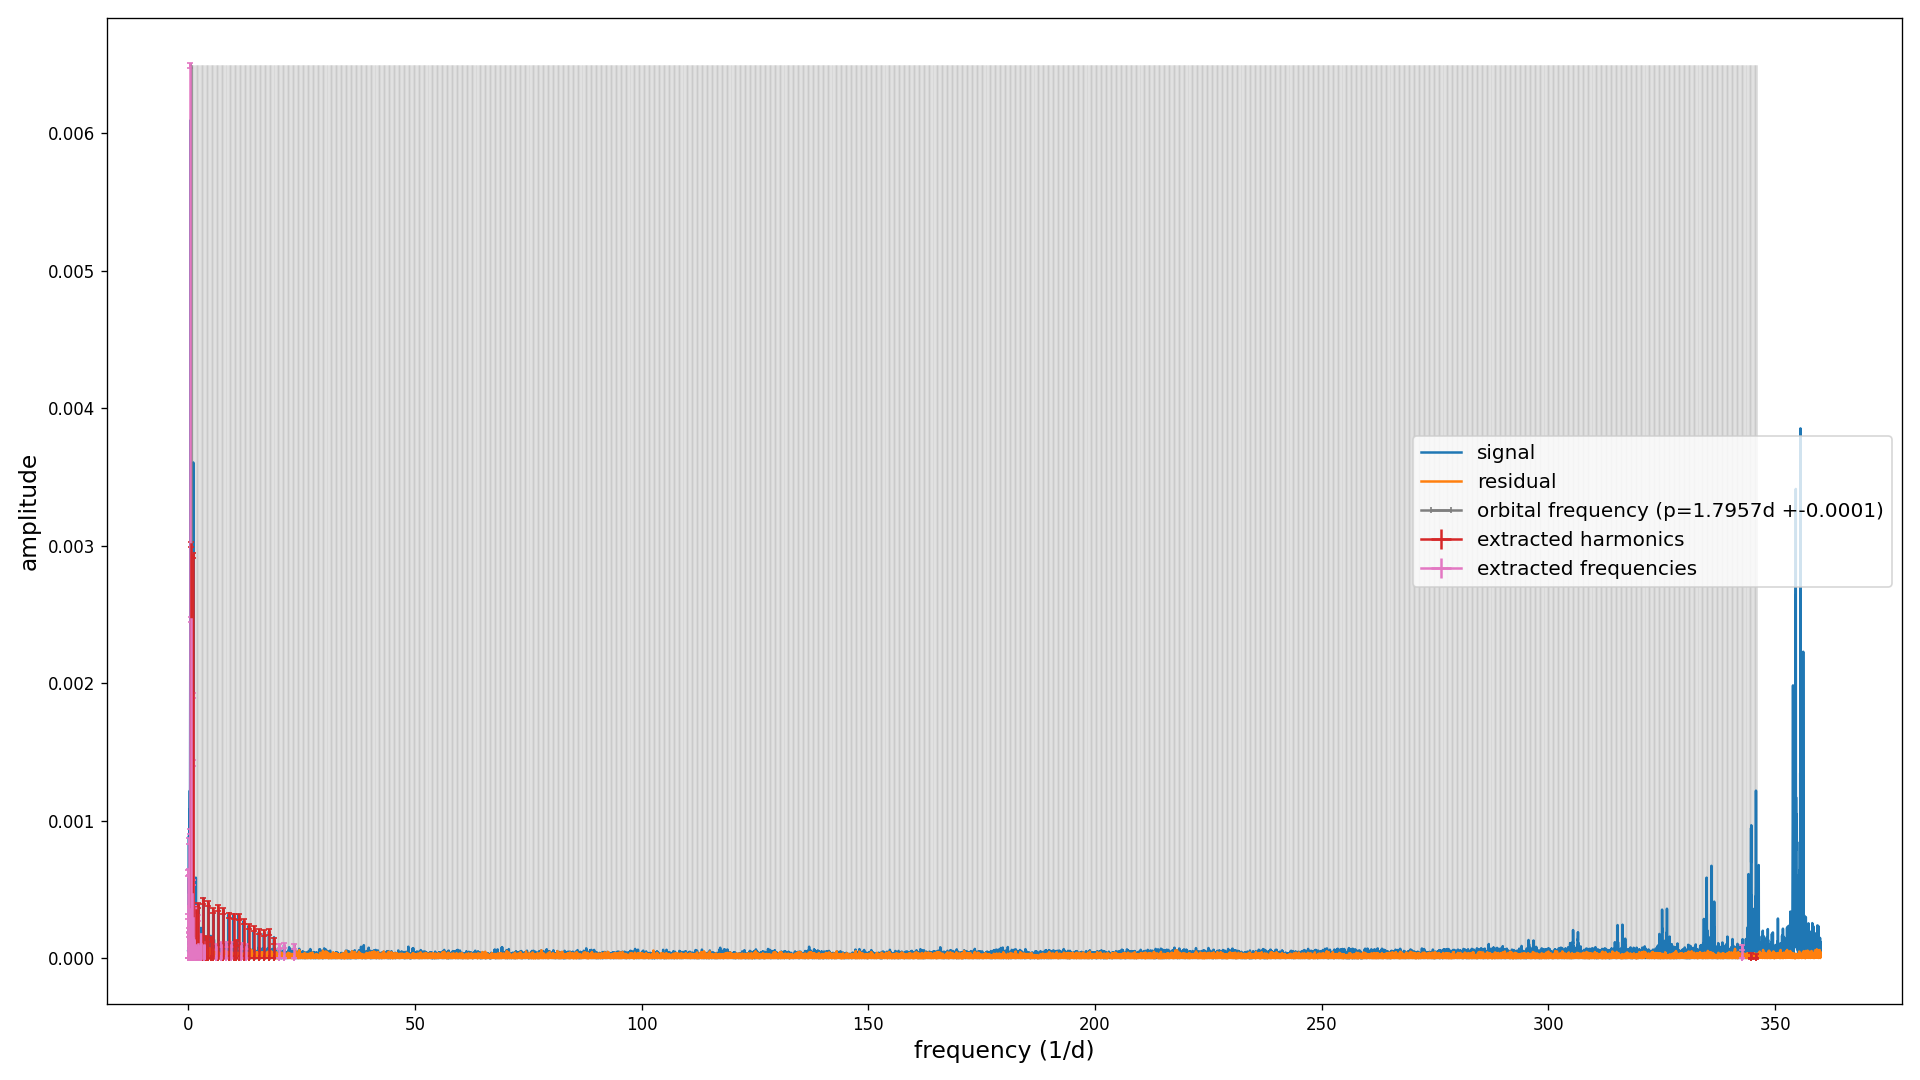 amplitude
0.006
0.005
0.004
0.003
0.002
0.001
0.000
signal
residual
orbital frequency (p=1.7957d +-0.0001)
extracted harmonics
extracted frequencies
0 50 100 150 200 250 300 350
frequency (1/d)